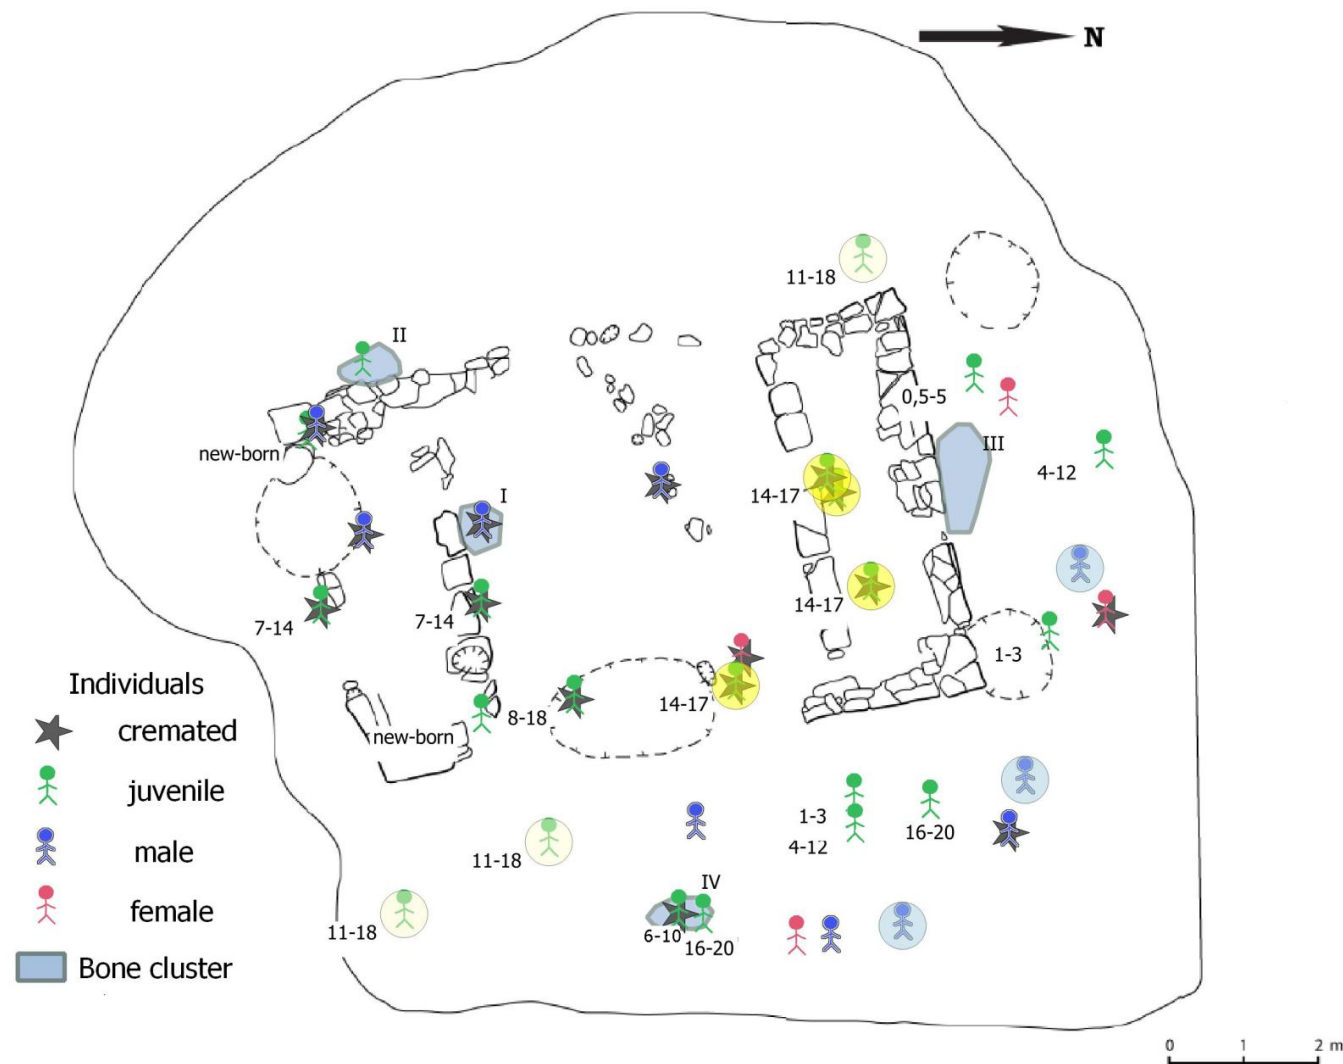 N
11-18
II
0,5-5
III
new-born
4-12
I
14-17
7-14
7-14
14-17
1-3
Individuals
cremated
juvenile
male
female
Bone cluster
new-born
8-18
14-17
1-3
4-12
16-20
11-18
IV
6-10
16-20
11-18
0 1 2 m